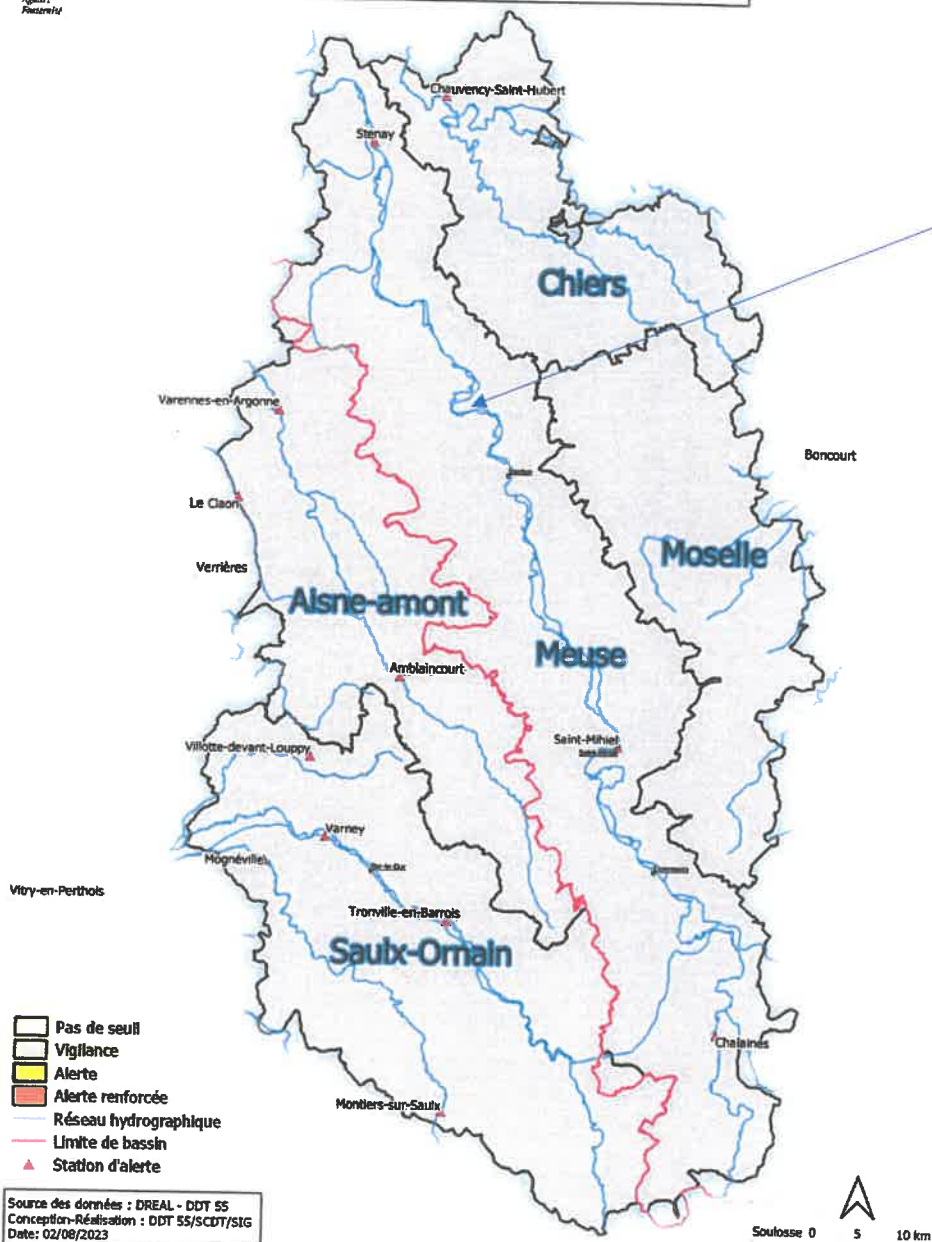 Chauvency-Saint-Hubert
Stenay
Chiers
Varennes-en-Argonne
Boncourt
Le Claon
Moselle
Verrières
Aisne-amont
Meuse
Amblaincourt
Saint-Mihiel
Villotte-devant-Louppy
Varney
Mognéville
Vitry-en-Perthois
Tronville-en-Barrois
Saulx-Ornain
Chalaines
Montiers-sur-Saulx
Pas de seuil
Vigilance
Alerte
Alerte renforcée
Réseau hydrographique
Limite de bassin
Station d'alerte
Source des données : DREAL - DDT 55
Conception-Réalisation : DDT 55/SCDT/SIG
Date: 02/08/2023
Soulosse 0 5 10 km